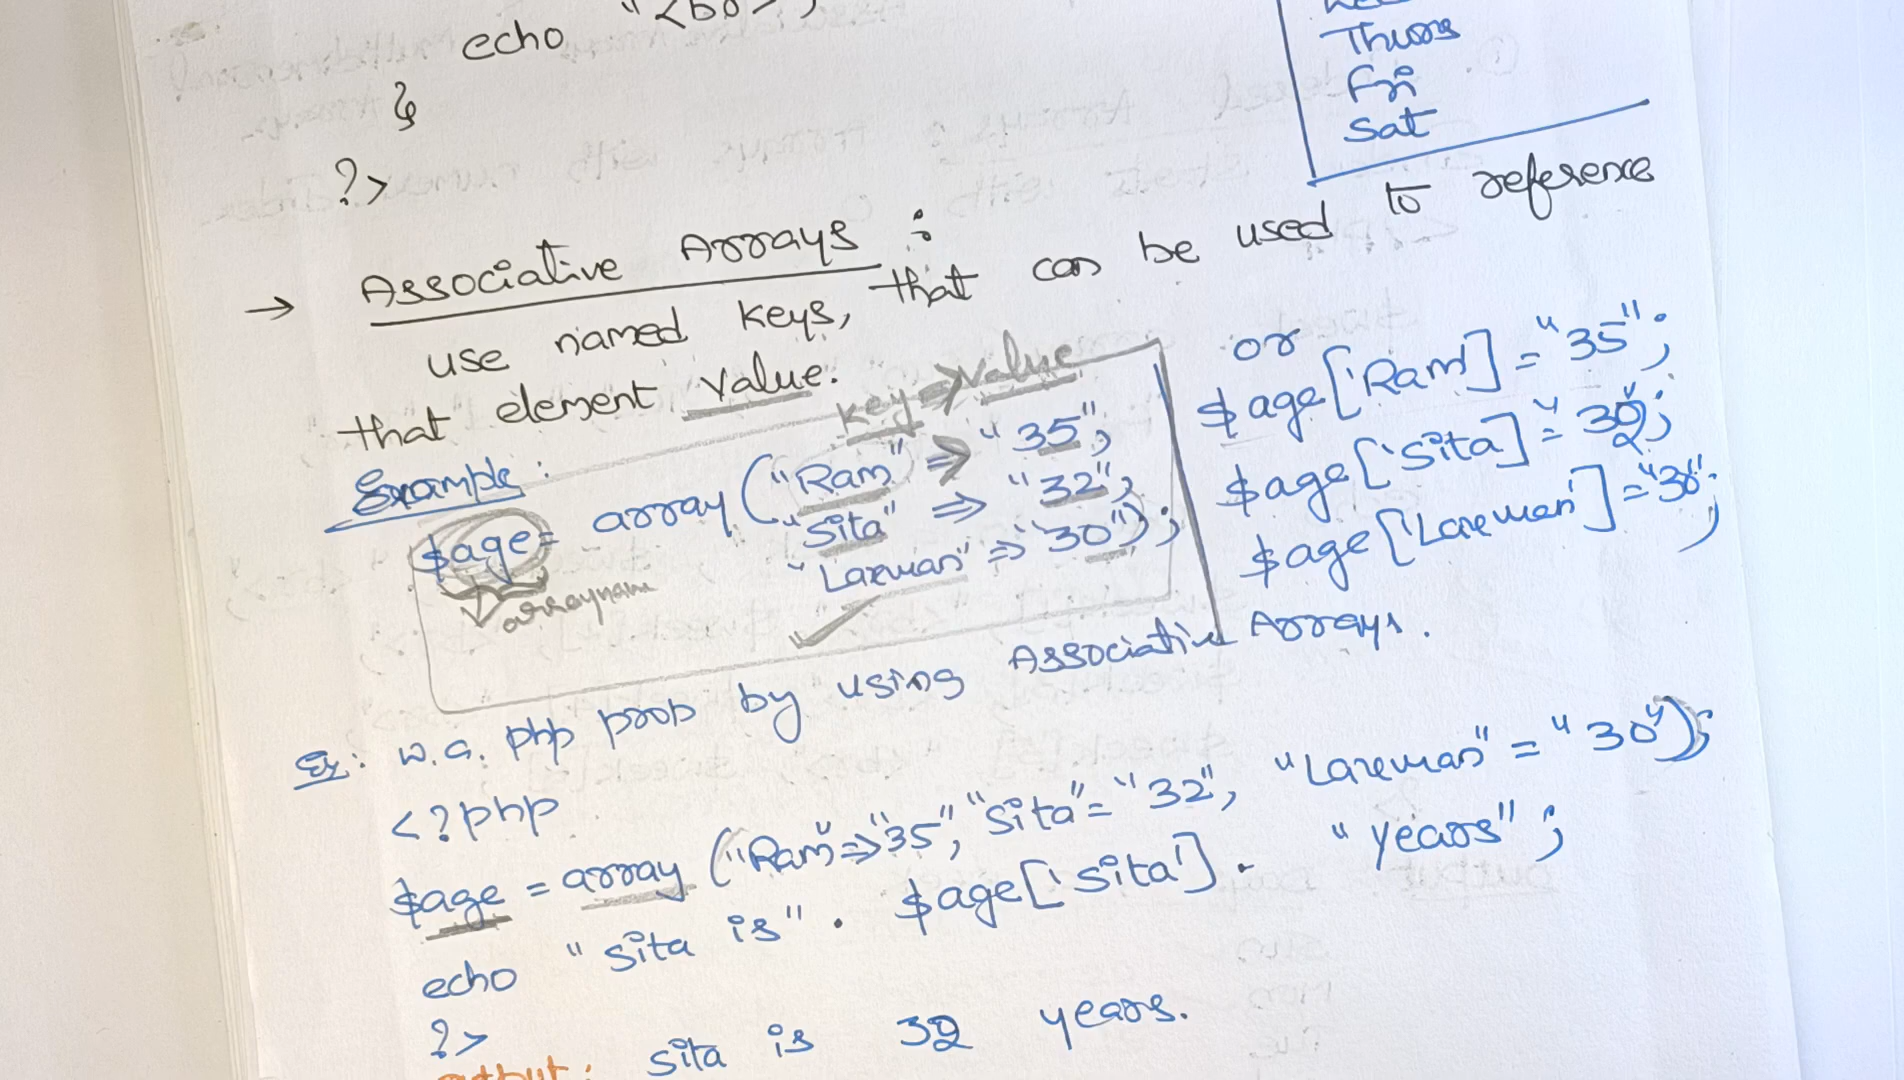 echo "<br>";
}
?>
Thurs
Fri
Sat
→ Associative Arrays :
use named keys, that can be used to reference
that element value.
key => value
Example :
$age = array ("Ram" => "35",
"Sita" => "32",
"Laxman" => "30");
arrayname
or
$age['Ram'] = "35";
$age['Sita] = "32";
$age['Laxman'] = "30";
Ex: w.a. php prob by using Associative Arrays.
<?php
$age = array ("Ram" => "35", "Sita" = "32", "Laxman" = "30");
echo "Sita is" . $age['Sita'] . "years" ;
?>
output : Sita is 32 years.